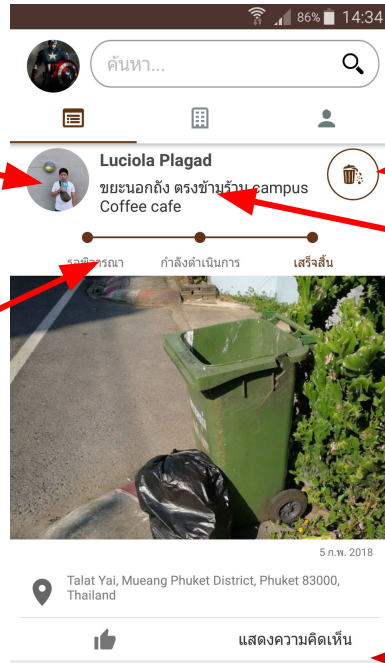 86% 14:34
ค้นหา...
Luciola Plagad
ขยะนอกถัง ตรงข้ามร้าน campus
Coffee cafe
รอพิจารณา กำลังดำเนินการ เสร็จสิ้น
5 ก.พ. 2018
Talat Yai, Mueang Phuket District, Phuket 83000,
Thailand
แสดงความคิดเห็น